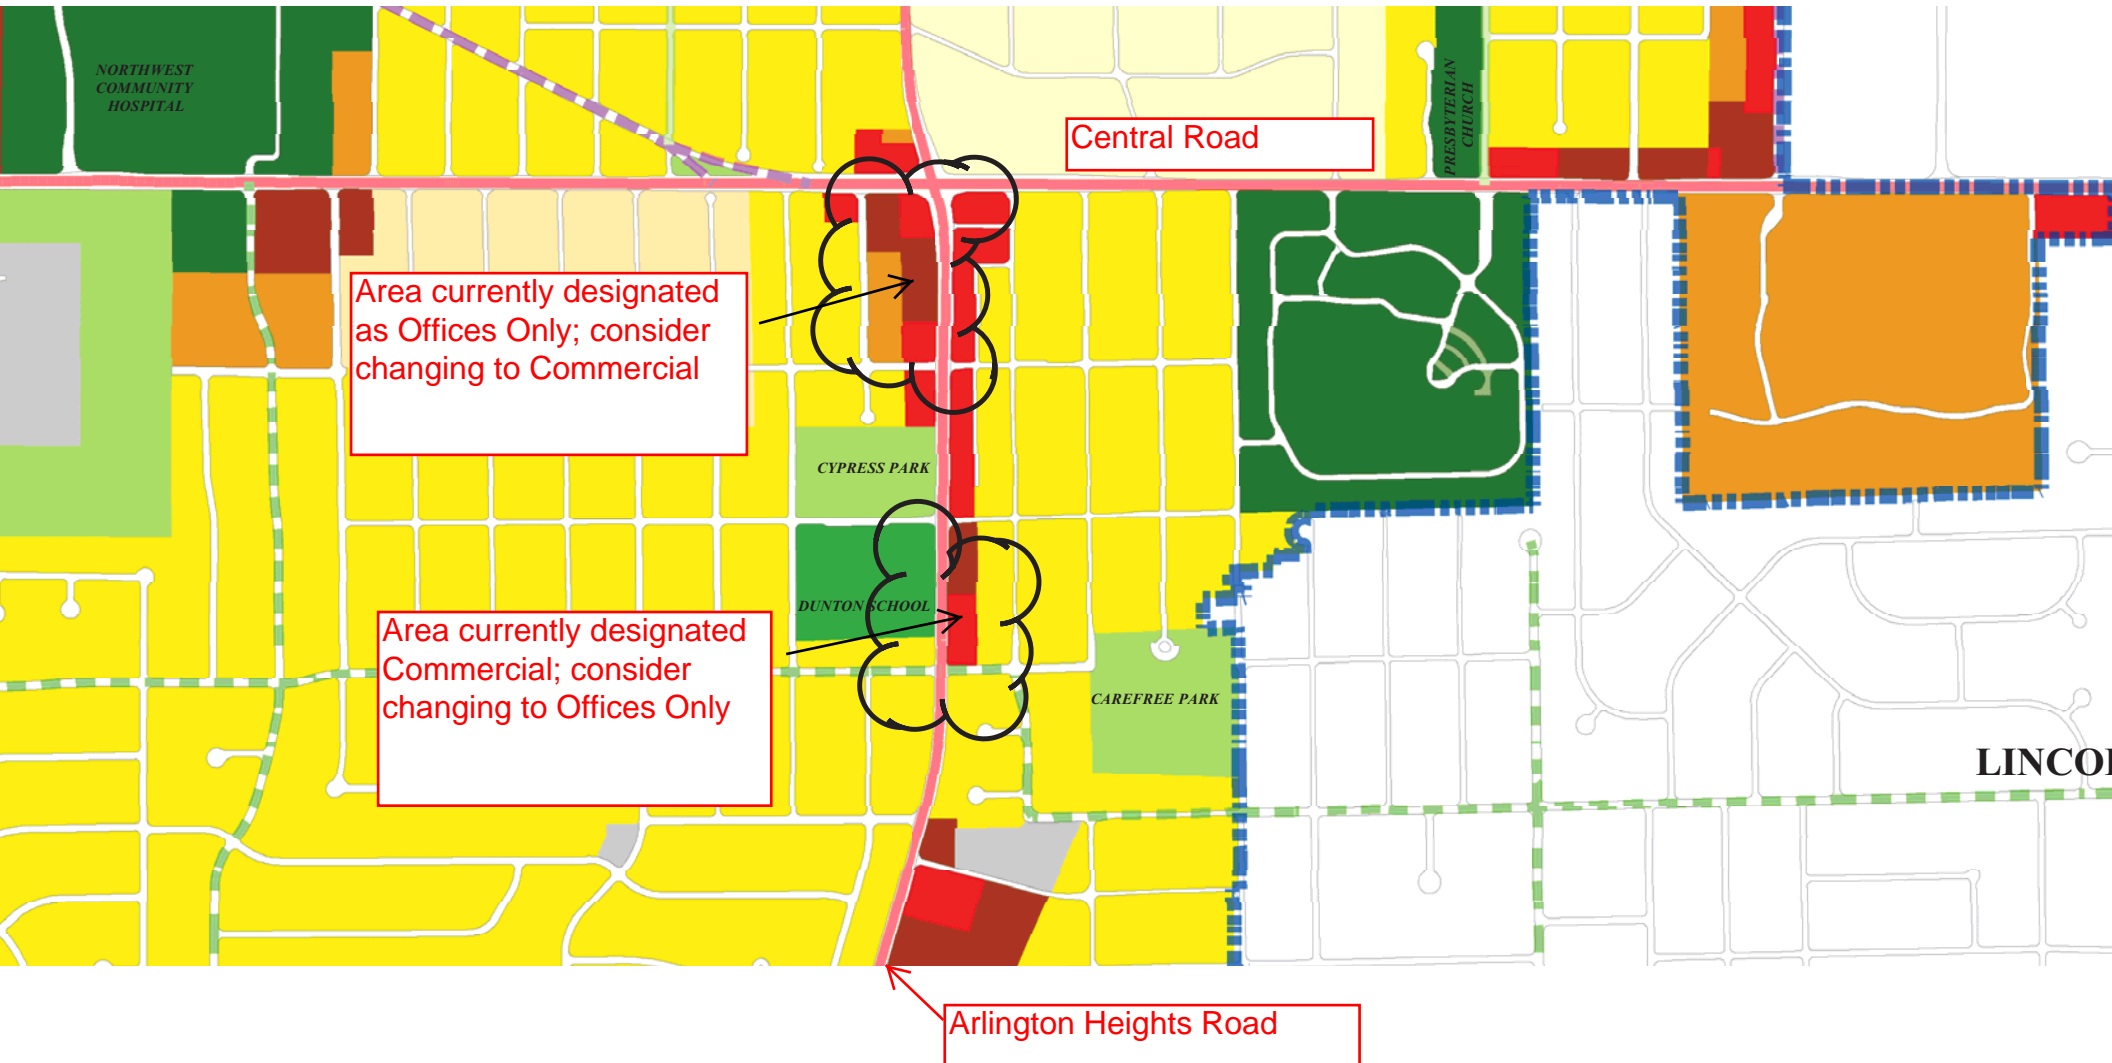 NORTHWEST
COMMUNITY
HOSPITAL
PRESBYTERIAN
CHURCH
Central Road
Area currently designated
as Offices Only; consider
changing to Commercial
CYPRESS PARK
DUNTON SCHOOL
Area currently designated
Commercial; consider
changing to Offices Only
CAREFREE PARK
Arlington Heights Road